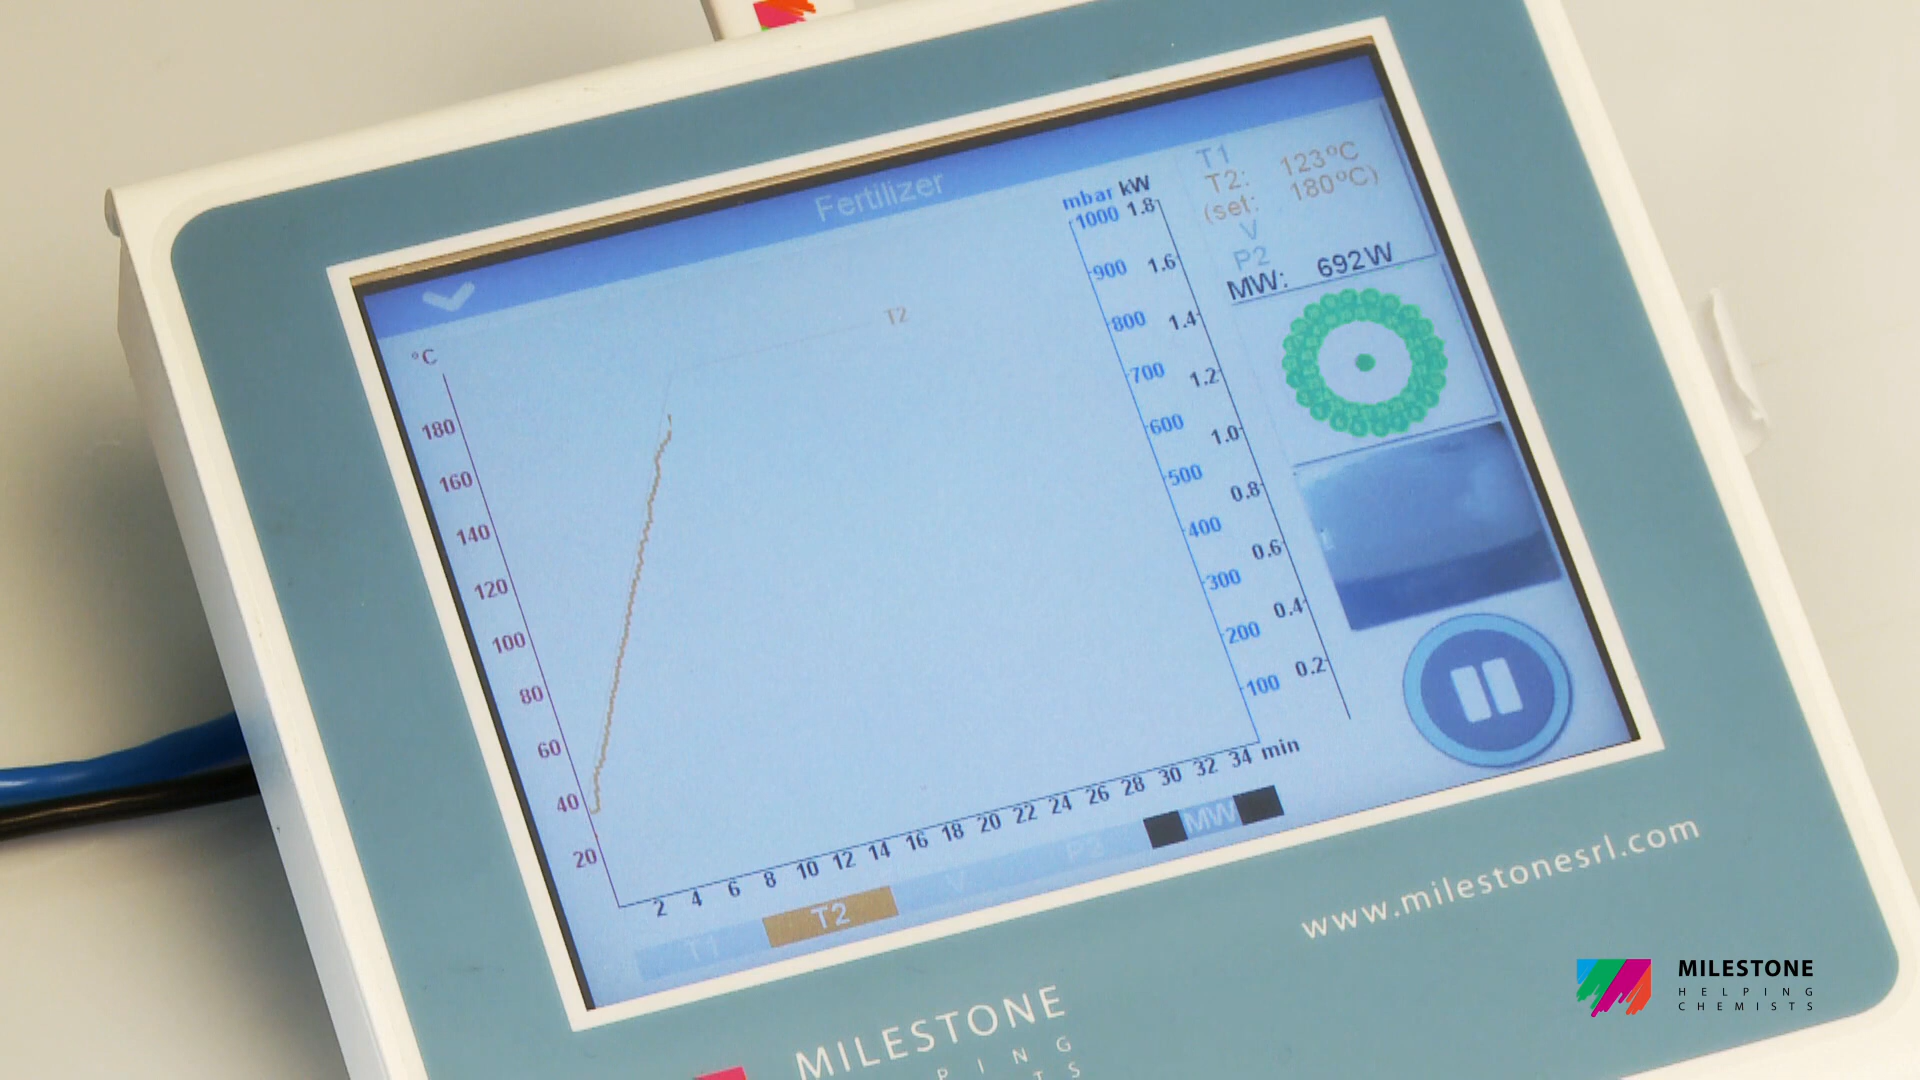 Fertilizer
T1
T2: 123°C
(set: 180°C)
V
P2
MW: 692W
°C
180
160
140
120
100
80
60
40
20
T2
mbar kW
1000 1.8
900 1.6
800 1.4
700 1.2
600 1.0
500 0.8
400 0.6
300 0.4
200 0.2
100
2 4 6 8 10 12 14 16 18 20 22 24 26 28 30 32 34 min
T1 T2 V P2 MW
www.milestonesrl.com
MILESTONE
P I N G
T S
MILESTONE
HELPING
CHEMISTS